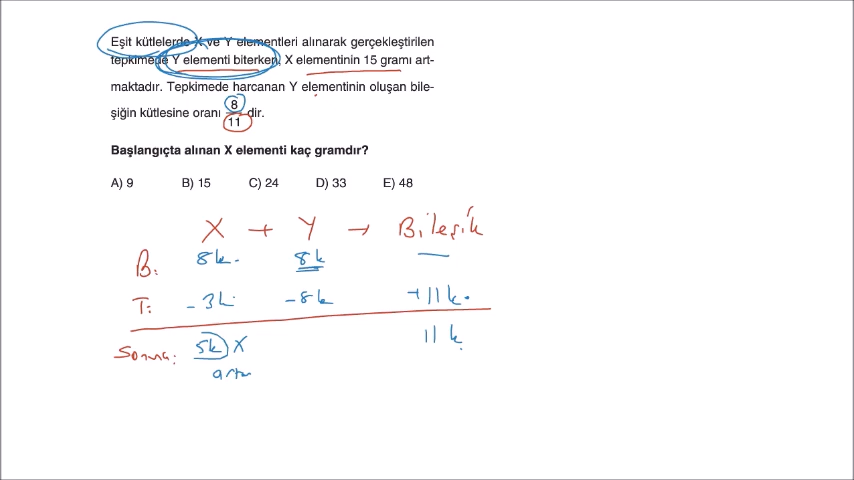 Eşit kütlelerde X ve Y elementleri alınarak gerçekleştirilen
tepkimede Y elementi biterken, X elementinin 15 gramı art-
maktadır. Tepkimede harcanan Y elementinin oluşan bile-
şiğin kütlesine oranı 8/11 dir.
Başlangıçta alınan X elementi kaç gramdır?
A) 9 B) 15 C) 24 D) 33 E) 48
X + Y → Bileşik
B: 8k 8k —
T: -3k -8k +11k
Sonra: 5k X 11k
artar